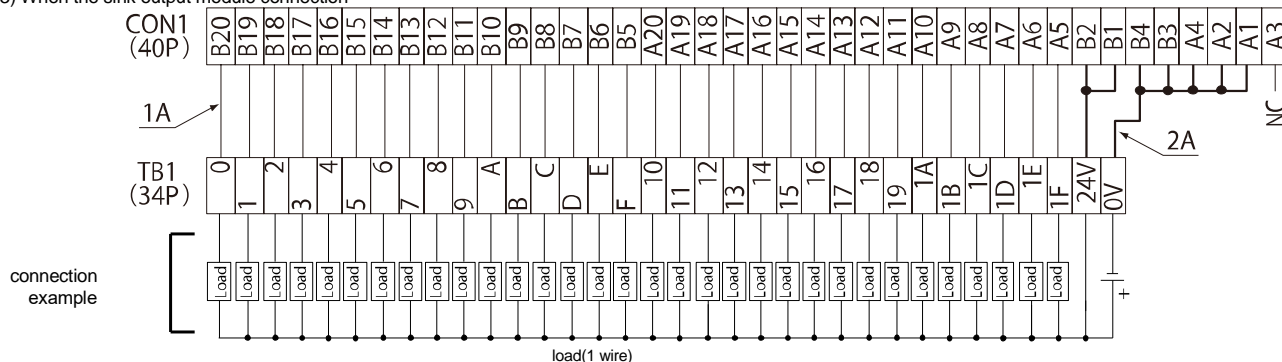 When the sink output module connection
CON1
(40P)
B20 B19 B18 B17 B16 B15 B14 B13 B12 B11 B10 B9 B8 B7 B6 B5 A20 A19 A18 A17 A16 A15 A14 A13 A12 A11 A10 A9 A8 A7 A6 A5 B2 B1 B4 B3 A4 A2 A1 A3
1A
NC
2A
TB1
(34P)
0 1 2 3 4 5 6 7 8 9 A B C D E F 10 11 12 13 14 15 16 17 18 19 1A 1B 1C 1D 1E 1F 24V 0V
connection
example
Load Load Load Load Load Load Load Load Load Load Load Load Load Load Load Load Load Load Load Load Load Load Load Load Load Load Load Load Load Load Load Load
+
load(1 wire)